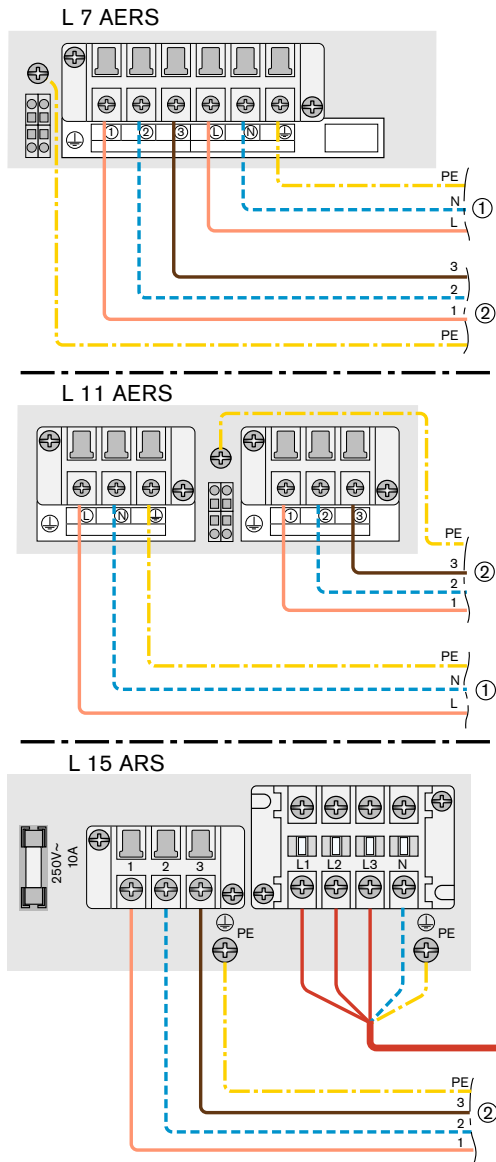 L 7 AERS
① ② ③ L N
PE
N ①
L
3
2
1 ②
PE
L 11 AERS
L N ① ② ③
PE
3 ②
2
1
PE
N ①
L
L 15 ARS
250V~
10A
1 2 3
L1 L2 L3 N
PE PE
PE
3 ②
2
1